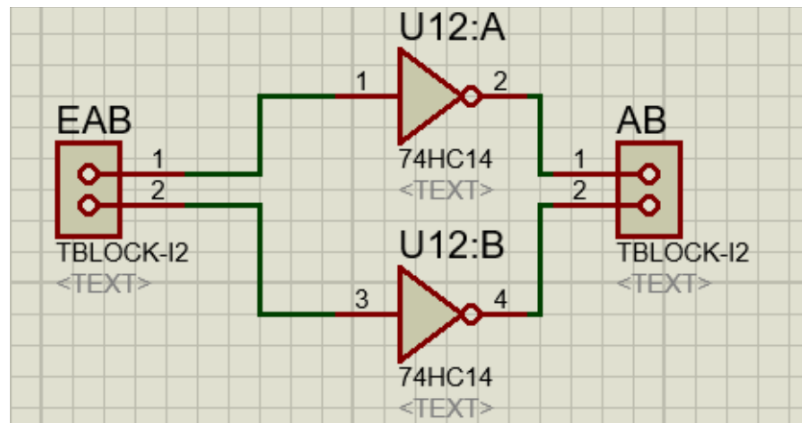 U12:A
1
2
EAB
AB
1
1
2
2
74HC14
<TEXT>
U12:B
TBLOCK-I2
TBLOCK-I2
<TEXT>
<TEXT>
3
4
74HC14
<TEXT>